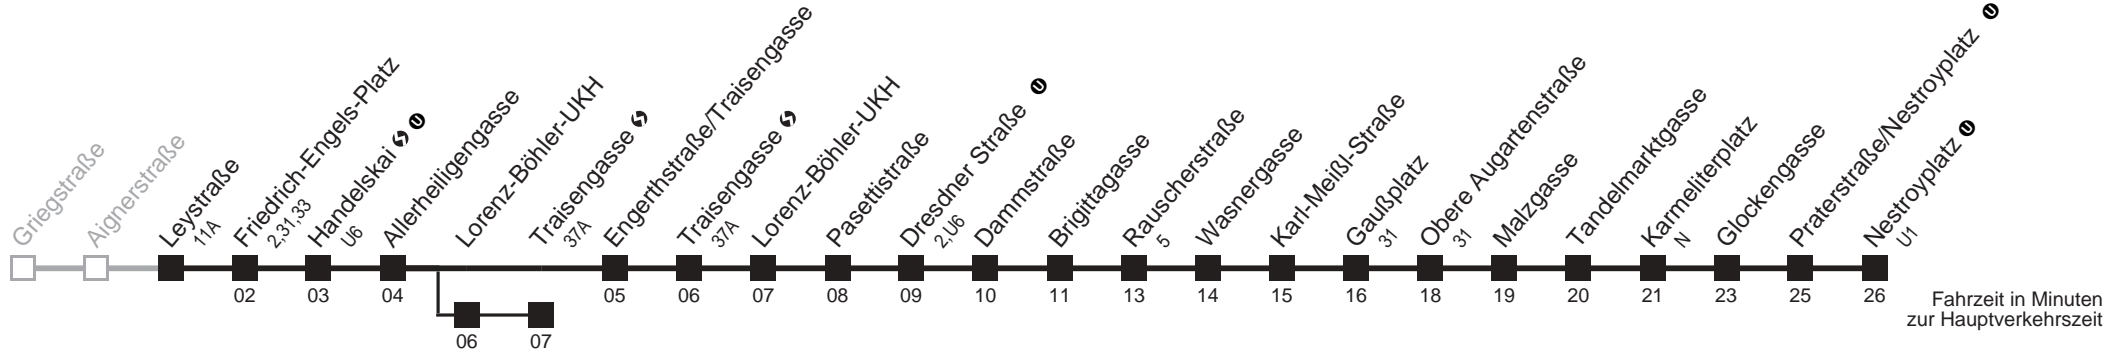 Griegstraße
Aignerstraße
Leystraße
11A
Friedrich-Engels-Platz
2,31,33
Handelskai S U
U6
Allerheiligengasse
Lorenz-Böhler-UKH
Traisengasse S
37A
Engerthstraße/Traisengasse
Traisengasse S
37A
Lorenz-Böhler-UKH
Pasettistraße
Dresdner Straße U
2,U6
Dammstraße
Brigittagasse
Rauscherstraße
5
Wasnergasse
Karl-Meißl-Straße
Gaußplatz
31
Obere Augartenstraße
31
Malzgasse
Tandelmarktgasse
Karmeliterplatz
N
Glockengasse
Praterstraße/Nestroyplatz U
Nestroyplatz U
U1
02 03 04 05 06 07 08 09 10 11 13 14 15 16 18 19 20 21 23 25 26
06 07
Fahrzeit in Minuten
zur Hauptverkehrszeit